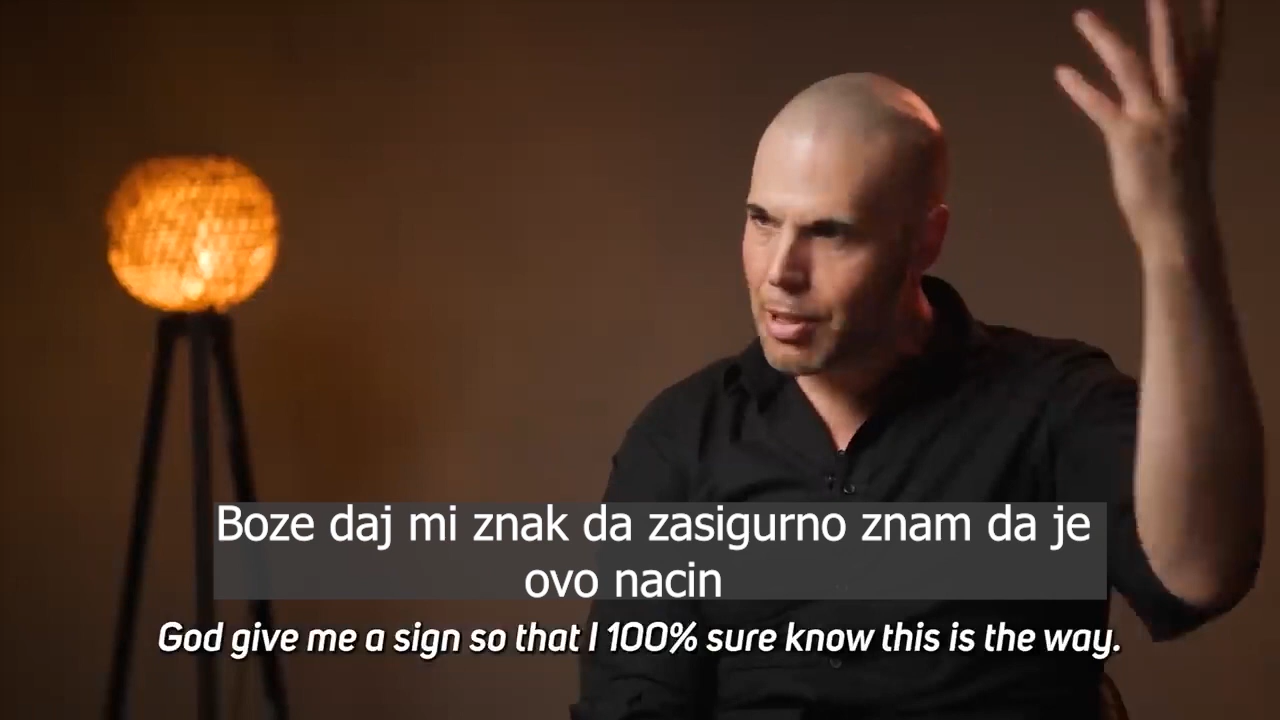 Boze daj mi znak da zasigurno znam da je
ovo nacin
God give me a sign so that I 100% sure know this is the way.